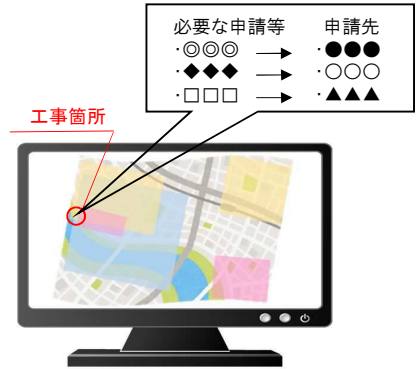 必要な申請等 申請先
・◎◎◎ → ・●●●
・◆◆◆ → ・○○○
・□□□ → ・▲▲▲
工事箇所